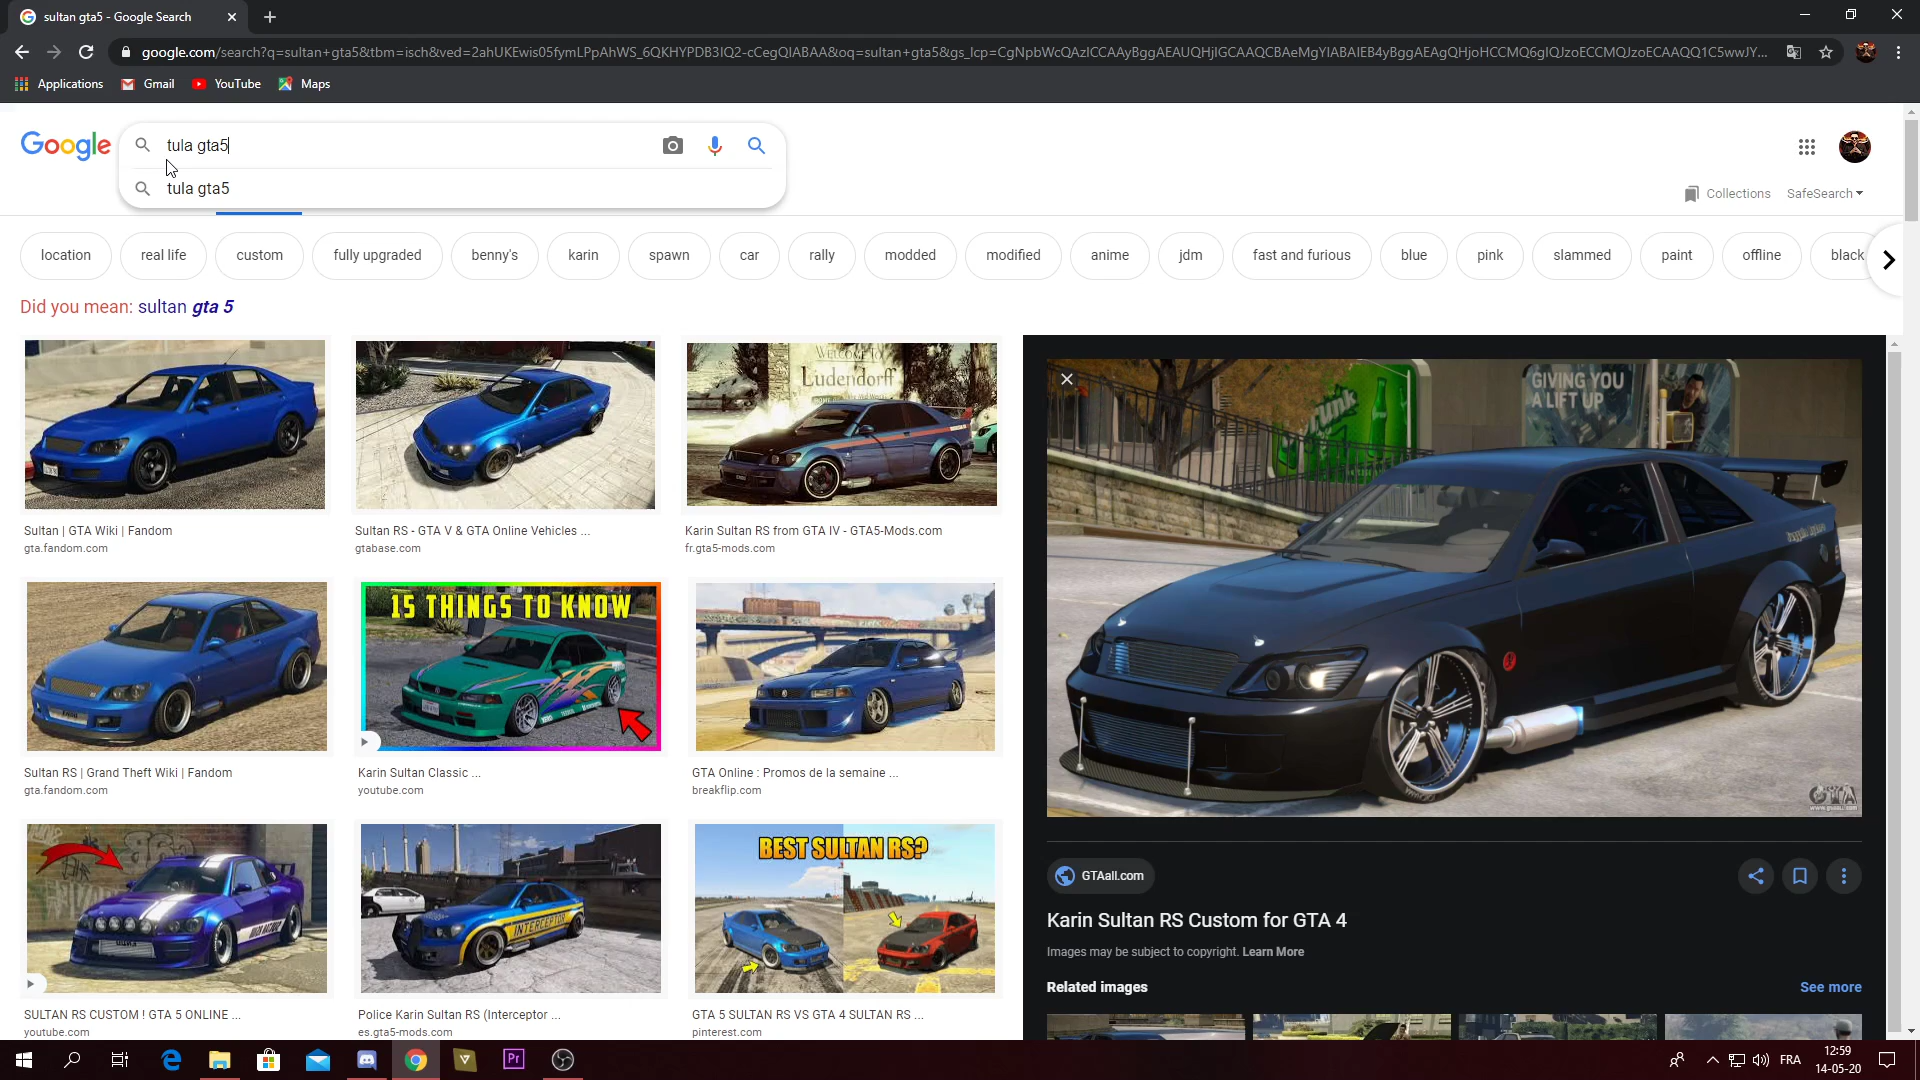 sultan gta5 - Google Search
google.com/search?q=sultan+gta5&tbm=isch&ved=2ahUKEwis05fymLPpAhWS_6QKHYPDB3IQ2-cCegQIABAA&oq=sultan+gta5&gs_lcp=CgNpbWcQAzICCAAyBggAEAUQHjIGCAAQCBAeMgYIABAIEB4yBggAEAgQHjoHCCMQ6gIQJzoECCMQJzoECAAQQ1C5wwJY...
Applications
Gmail
YouTube
Maps
Google
tula gta5
tula gta5
Collections
SafeSearch
location
real life
custom
fully upgraded
benny's
karin
spawn
car
rally
modded
modified
anime
jdm
fast and furious
blue
pink
slammed
paint
offline
black
Did you mean: sultan gta 5
WELCOME TO
Ludendorff
Sultan | GTA Wiki | Fandom
gta.fandom.com
Sultan RS - GTA V & GTA Online Vehicles ...
gtabase.com
Karin Sultan RS from GTA IV - GTA5-Mods.com
fr.gta5-mods.com
15 THINGS TO KNOW
Sultan RS | Grand Theft Wiki | Fandom
gta.fandom.com
Karin Sultan Classic ...
youtube.com
GTA Online : Promos de la semaine ...
breakflip.com
INTERCEPTOR
BEST SULTAN RS?
SULTAN RS CUSTOM ! GTA 5 ONLINE ...
youtube.com
Police Karin Sultan RS (Interceptor ...
es.gta5-mods.com
GTA 5 SULTAN RS VS GTA 4 SULTAN RS ...
pinterest.com
GIVING YOU
A LIFT UP
GTA
GTAall.com
Karin Sultan RS Custom for GTA 4
Images may be subject to copyright. Learn More
Related images
See more
Pr
FRA
12:59
14-05-20